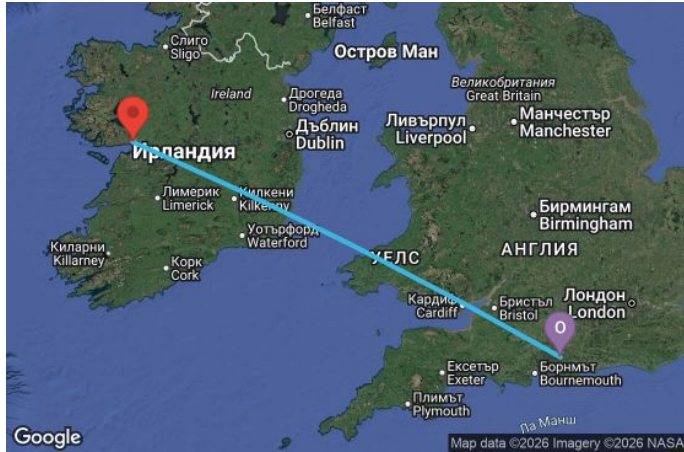 Белфаст
Belfast
Слиго
Sligo
Остров Ман
Ireland
Дрогеда
Drogheda
Великобритания
Great Britain
Дъблин
Dublin
Ливърпул
Liverpool
Манчестър
Manchester
Ирландия
Лимерик
Limerick
Килкени
Kilkenny
Бирмингам
Birmingham
Уотърфорд
Waterford
Киларни
Killarney
Корк
Cork
УЕЛС
АНГЛИЯ
Кардиф
Cardiff
Бристъл
Bristol
Лондон
London
O
Ексетър
Exeter
Борнмът
Bournemouth
Плимът
Plymouth
Ла Манш
Google
Map data ©2026 Imagery ©2026 NASA